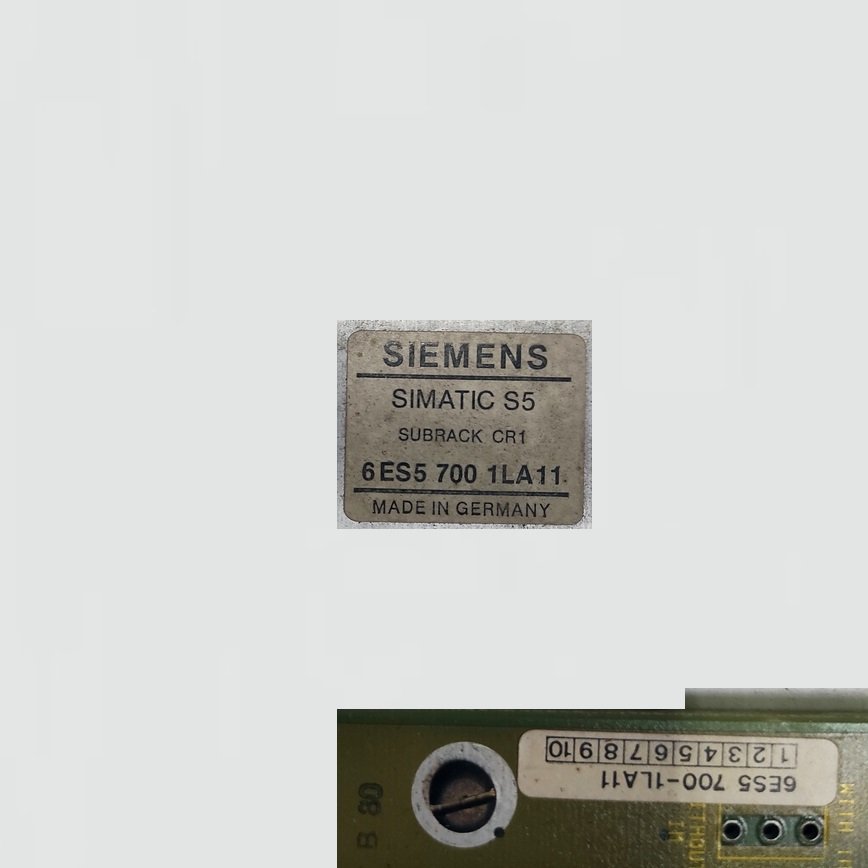 SIEMENS
SIMATIC S5
SUBRACK CR1
6ES5 700 1LA11
MADE IN GERMANY
6ES5 700-1LA11
1 2 3 4 5 6 7 8 9 10